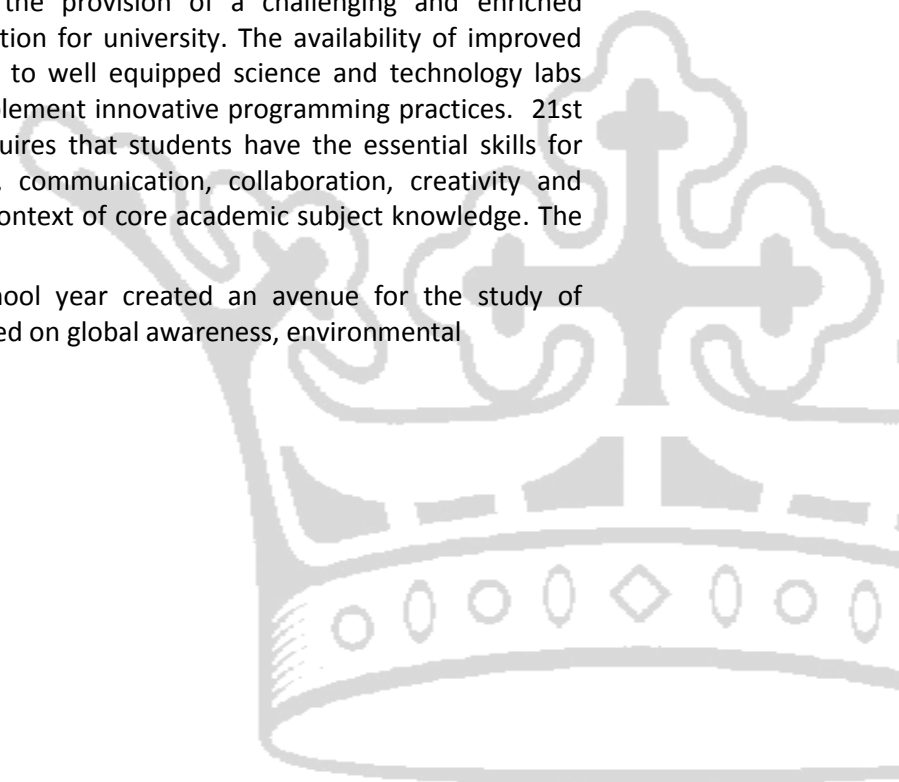 the provision of a challenging and enriched
tion for university. The availability of improved
to well equipped science and technology labs
plement innovative programming practices. 21st
uires that students have the essential skills for
, communication, collaboration, creativity and
ontext of core academic subject knowledge. The
ool year created an avenue for the study of
ed on global awareness, environmental